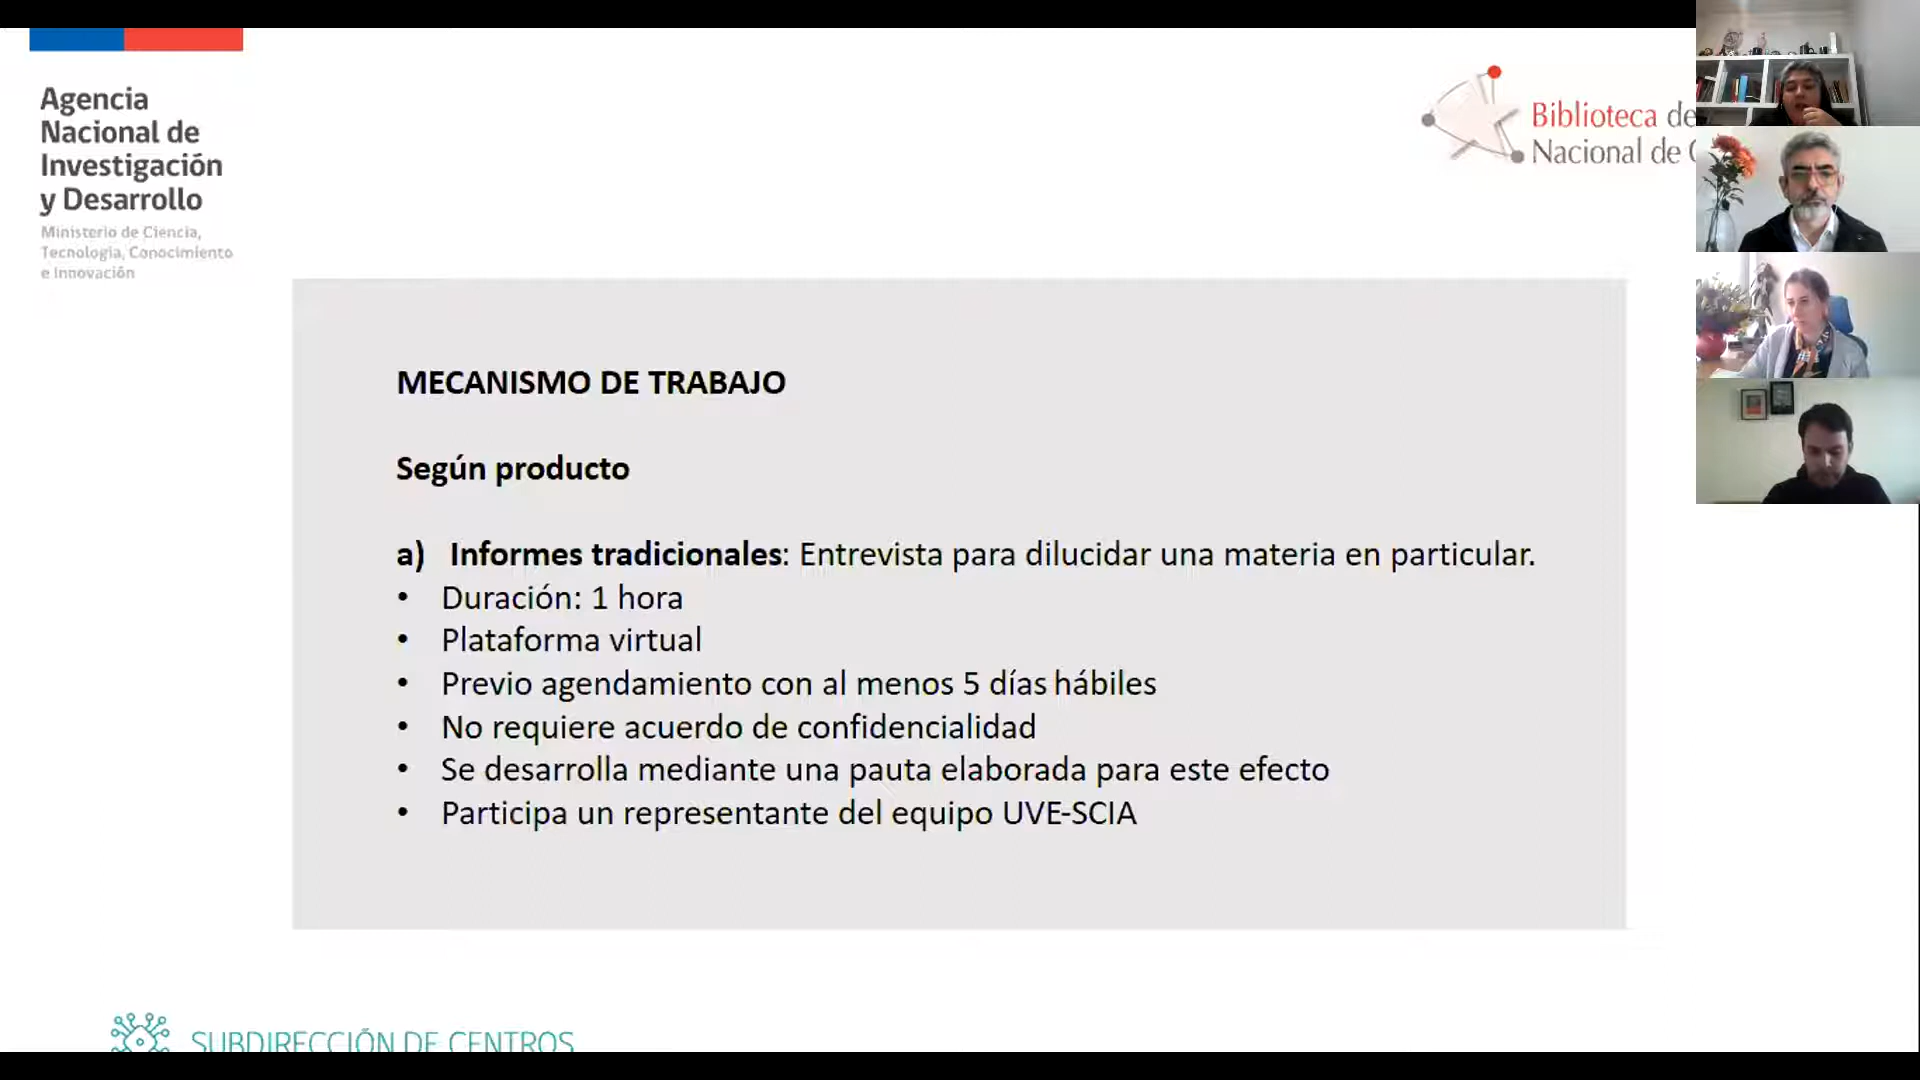 Agencia
Nacional de
Investigación
y Desarrollo
Ministerio de Ciencia,
Tecnología, Conocimiento
e Innovación
Biblioteca de
Nacional de
MECANISMO DE TRABAJO
Según producto
a) Informes tradicionales: Entrevista para dilucidar una materia en particular.
• Duración: 1 hora
• Plataforma virtual
• Previo agendamiento con al menos 5 días hábiles
• No requiere acuerdo de confidencialidad
• Se desarrolla mediante una pauta elaborada para este efecto
• Participa un representante del equipo UVE-SCIA
SUBDIRECCIÓN DE CENTROS